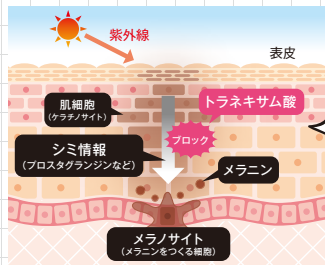 紫外線
表皮
肌細胞
（ケラチノサイト）
トラネキサム酸
ブロック
シミ情報
（プロスタグランジンなど）
メラニン
メラノサイト
（メラニンをつくる細胞）